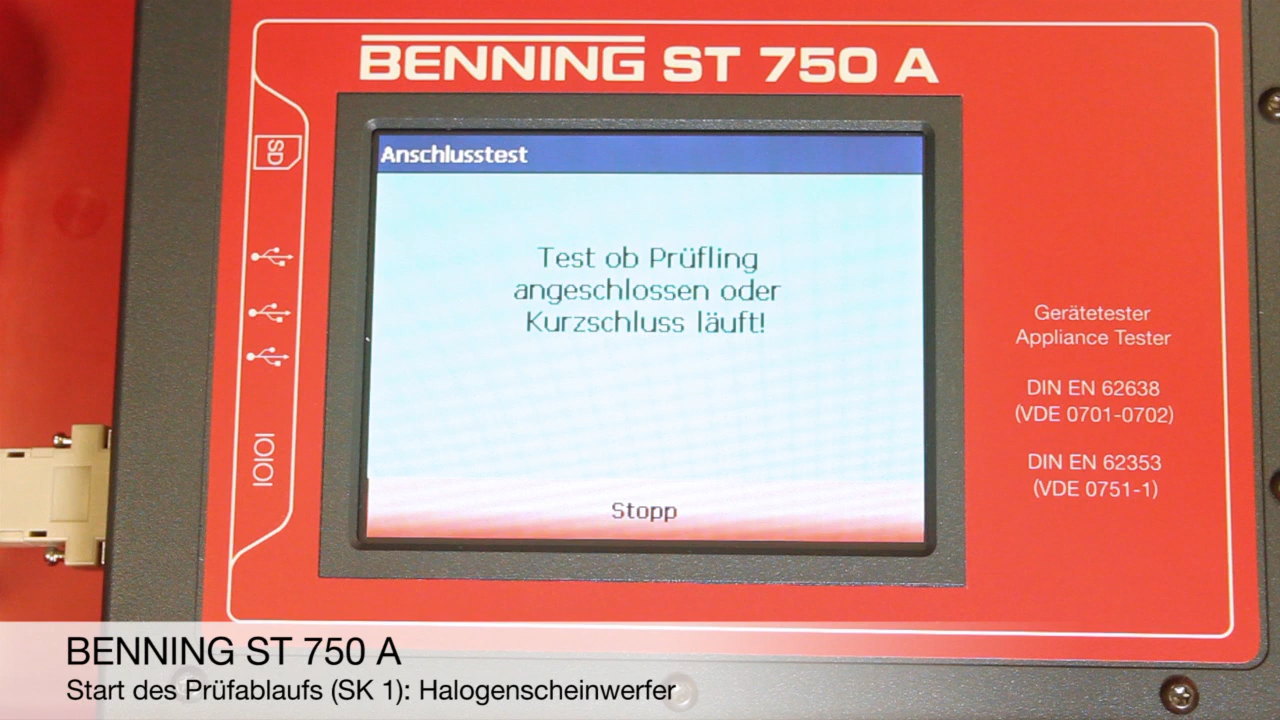 BENNING ST 750 A
SD
Anschlusstest
Test ob Prüfling
angeschlossen oder
Kurzschluss läuft!
Stopp
IOIOI
Gerätetester
Appliance Tester
DIN EN 62638
(VDE 0701-0702)
DIN EN 62353
(VDE 0751-1)
BENNING ST 750 A
Start des Prüfablaufs (SK 1): Halogenscheinwerfer